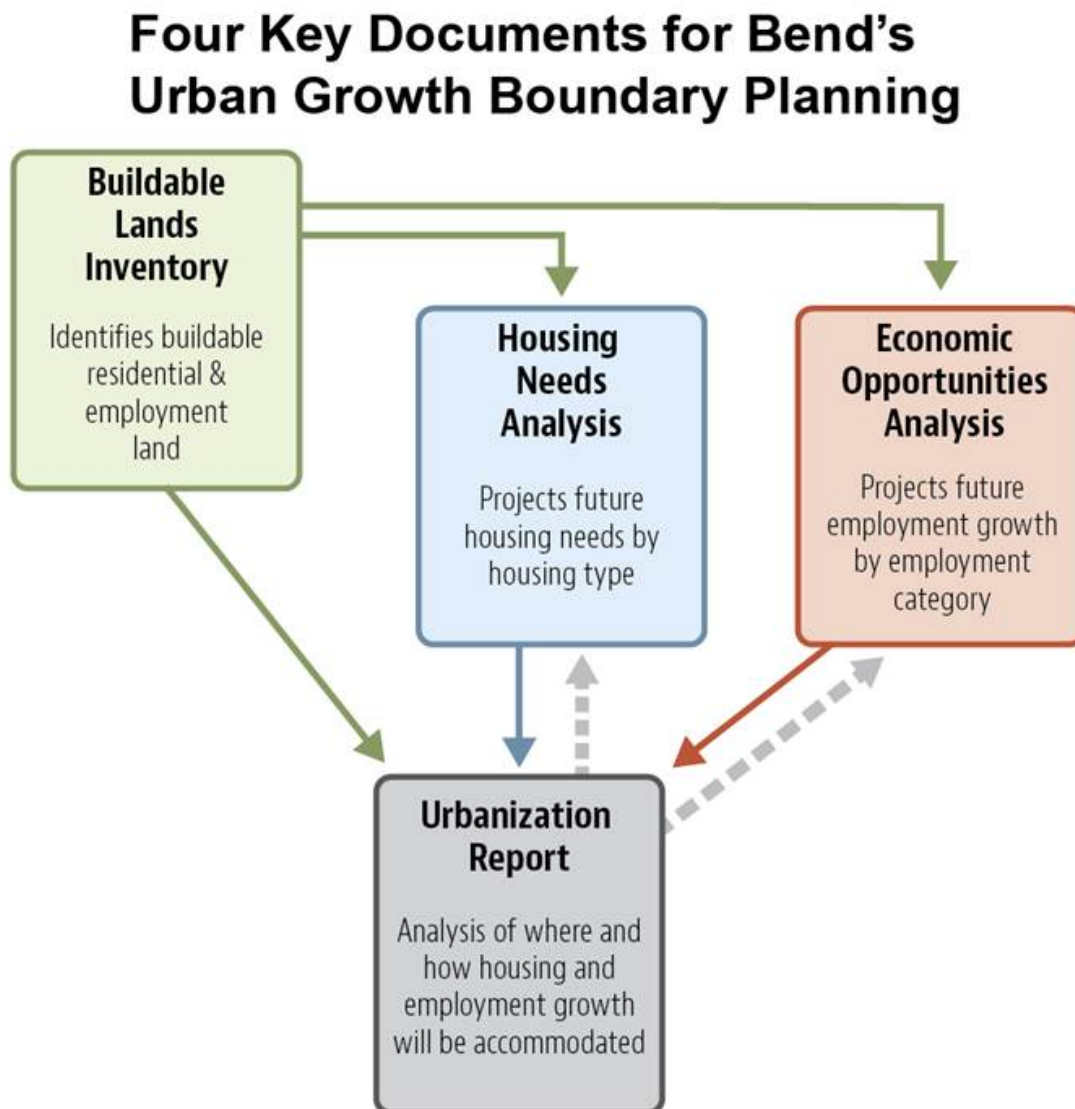 Four Key Documents for Bend's
Urban Growth Boundary Planning
Buildable
Lands
Inventory
Identifies buildable
residential &
employment
land
Housing
Needs
Analysis
Projects future
housing needs by
housing type
Economic
Opportunities
Analysis
Projects future
employment growth
by employment
category
Urbanization
Report
Analysis of where and
how housing and
employment growth
will be accommodated